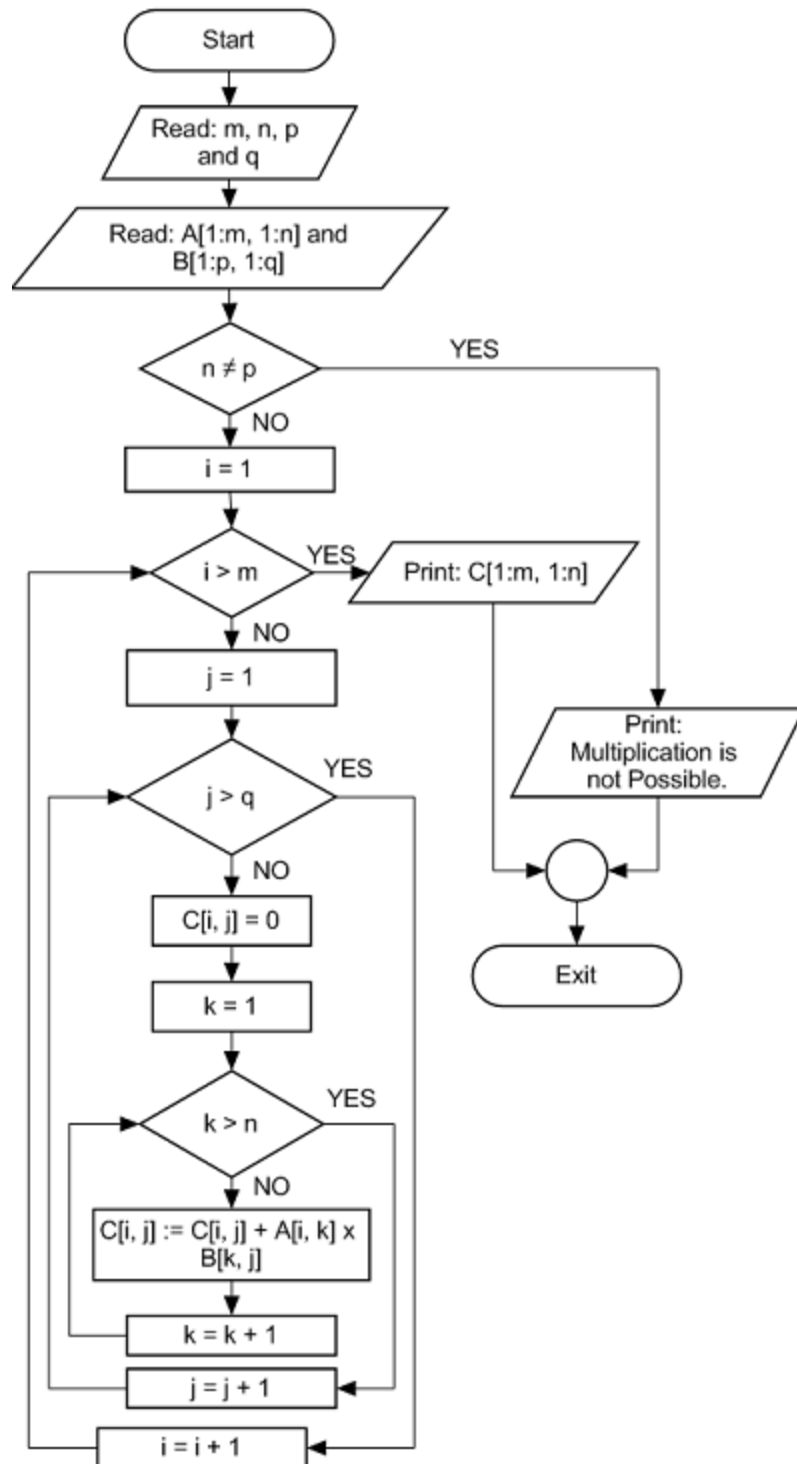 Start
Read: m, n, p
and q
Read: A[1:m, 1:n] and
B[1:p, 1:q]
n ≠ p
YES
NO
i = 1
i > m
YES
Print: C[1:m, 1:n]
NO
j = 1
Print:
Multiplication is
not Possible.
j > q
YES
NO
C[i, j] = 0
Exit
k = 1
k > n
YES
NO
C[i, j] := C[i, j] + A[i, k] x
B[k, j]
k = k + 1
j = j + 1
i = i + 1